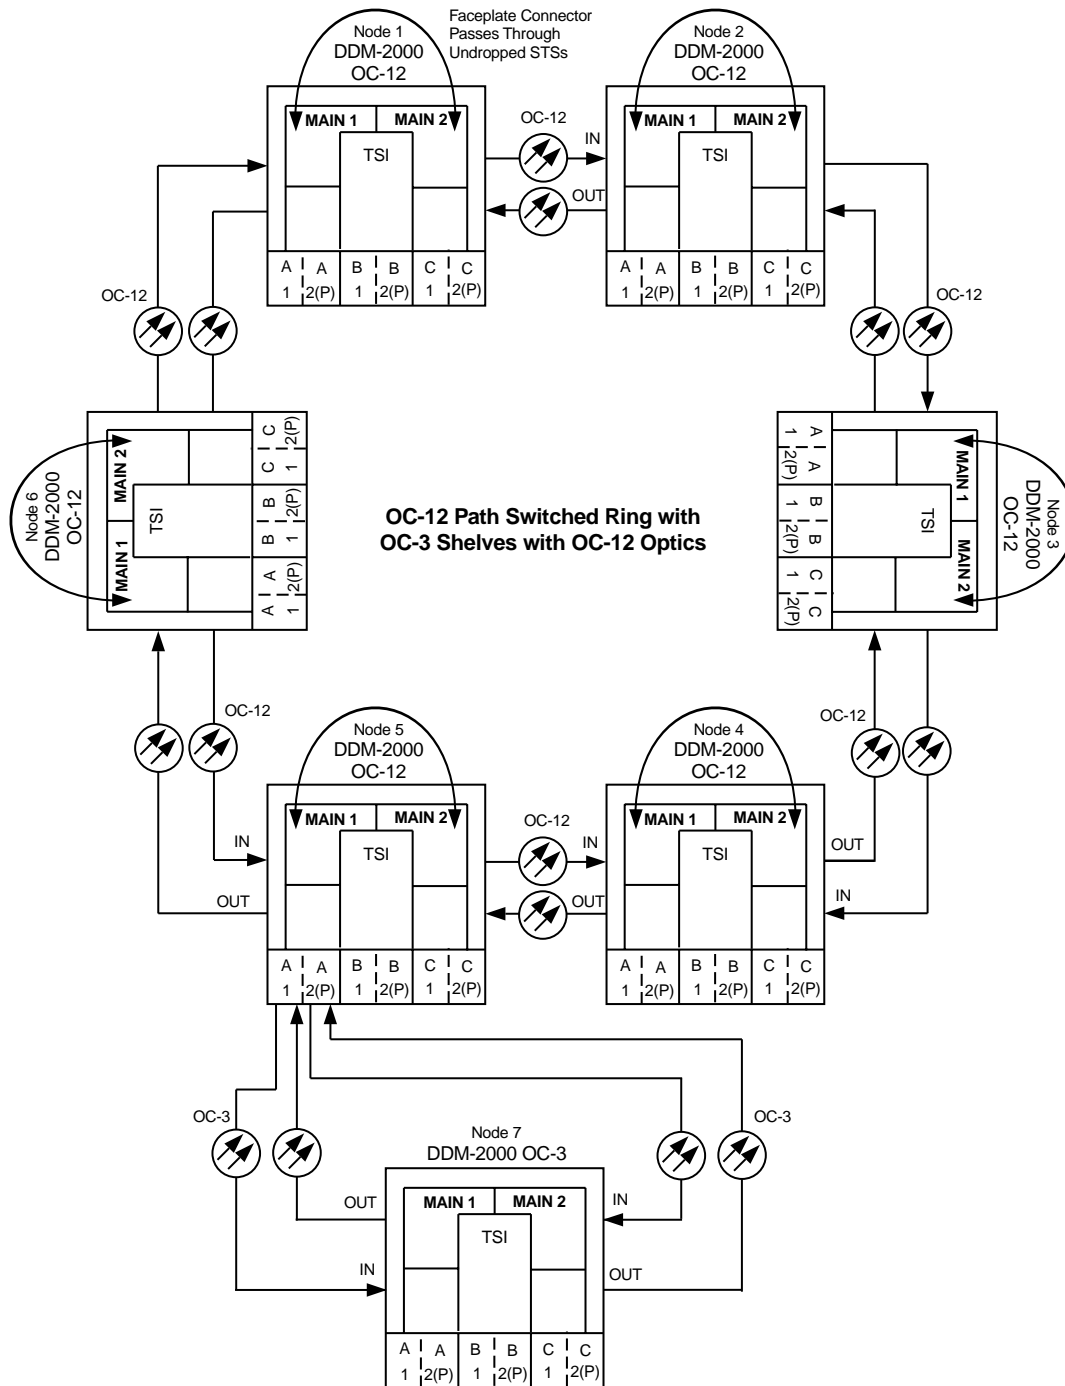 Node 1
DDM-2000
OC-12
Faceplate Connector
Passes Through
Undropped STSs
Node 2
DDM-2000
OC-12
MAIN 1 MAIN 2
TSI
OC-12
IN
OUT
MAIN 1 MAIN 2
TSI
A A B B C C
1 2(P) 1 2(P) 1 2(P)
A A B B C C
1 2(P) 1 2(P) 1 2(P)
OC-12
OC-12
Node 6
DDM-2000
OC-12
MAIN 1 MAIN 2
TSI
A A B B C C
1 2(P) 1 2(P) 1 2(P)
OC-12 Path Switched Ring with
OC-3 Shelves with OC-12 Optics
A A B B C C
1 2(P) 1 2(P) 1 2(P)
TSI
MAIN 1 MAIN 2
Node 3
DDM-2000
OC-12
OC-12
OC-12
Node 5
DDM-2000
OC-12
Node 4
DDM-2000
OC-12
IN
OUT
MAIN 1 MAIN 2
TSI
OC-12
IN
OUT
MAIN 1 MAIN 2
TSI
OUT
IN
A A B B C C
1 2(P) 1 2(P) 1 2(P)
A A B B C C
1 2(P) 1 2(P) 1 2(P)
OC-3
OC-3
Node 7
DDM-2000 OC-3
OUT
IN
MAIN 1 MAIN 2
TSI
IN
OUT
A A B B C C
1 2(P) 1 2(P) 1 2(P)